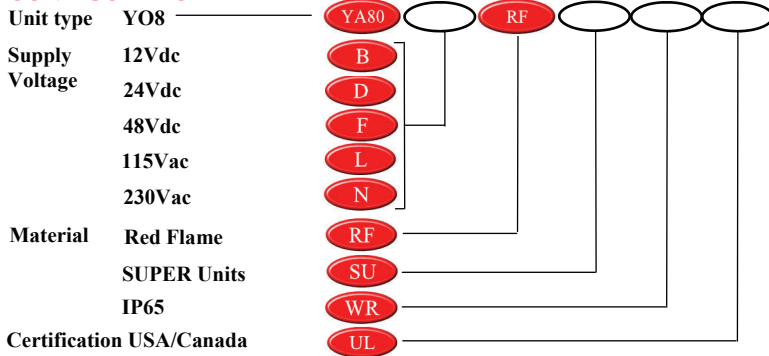 Unit type YO8 YA80 RF
Supply Voltage 12Vdc B
24Vdc D
48Vdc F
115Vac L
230Vac N
Material Red Flame RF
SUPER Units SU
IP65 WR
Certification USA/Canada UL